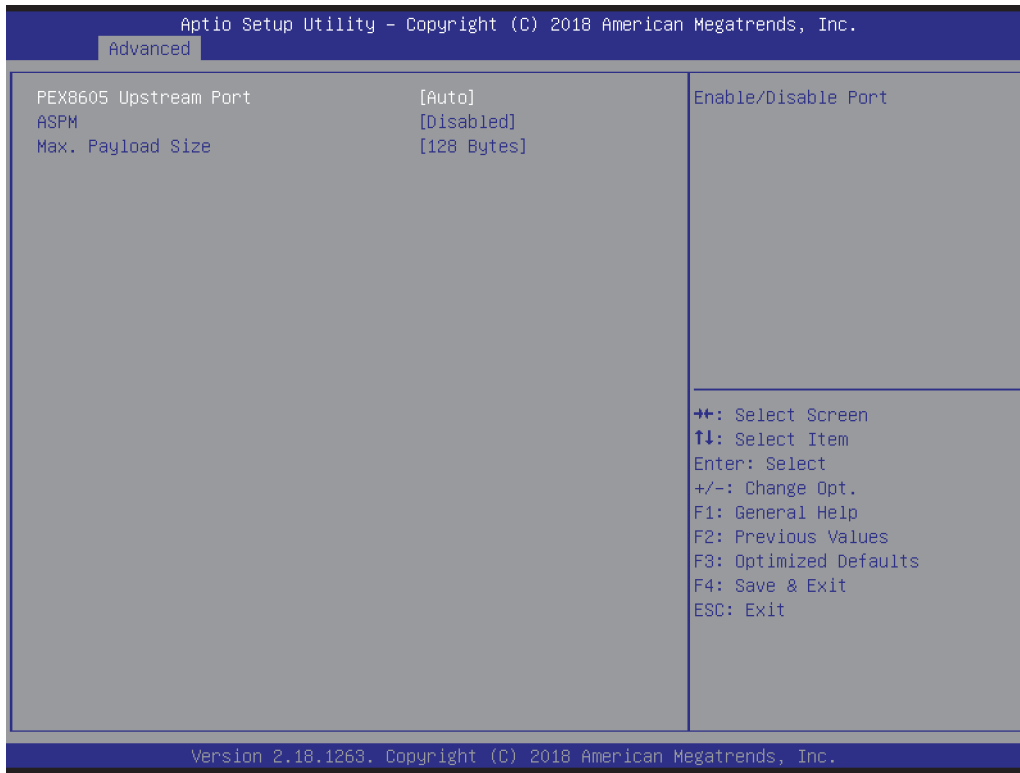 Aptio Setup Utility – Copyright (C) 2018 American Megatrends, Inc.
Advanced
PEX8605 Upstream Port [Auto]
ASPM [Disabled]
Max. Payload Size [128 Bytes]
Enable/Disable Port
→←: Select Screen
↑↓: Select Item
Enter: Select
+/-: Change Opt.
F1: General Help
F2: Previous Values
F3: Optimized Defaults
F4: Save & Exit
ESC: Exit
Version 2.18.1263. Copyright (C) 2018 American Megatrends, Inc.